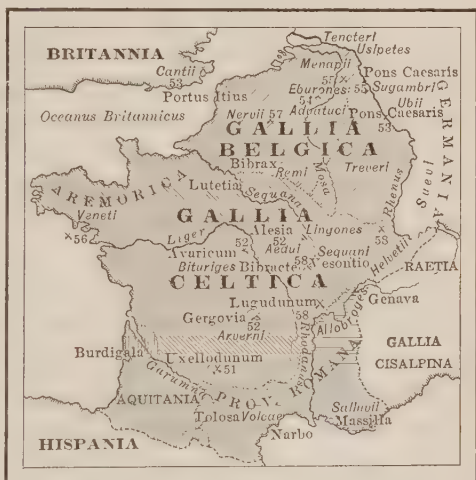 Tencteri
Usipetes
BRITANNIA
Menapii
Cantii
53
55
Pons Caesaris
Portus Itius
Eburones
55
Sugambri
54
Ubii
Oceanus Britannicus
Aduatuci
Nervii 57
Pons
Caesaris
53
GERMANIA
GALLIA
BELGICA
Suevi
Bibrax
Remi
Mosa
Treveri
AREMORICA
Lutetia
Sequana
Rhenus
Veneti
56
GALLIA
Liger
Alesia
52
Lingones
58
Avaricum
52
Aedui
Sequani
Bituriges
Bibracte
58
esontio
Helvetii
RAETIA
CELTICA
Lugudunum
Genava
Gergovia
52
58
Allobroges
Arverni
Rhodanus
GALLIA
CISALPINA
Burdigala
Uxellodunum
51
Garumna
PROV. ROMANA
AQUITANIA
Salluvii
Tolosa
Volcae
Massilia
HISPANIA
Narbo